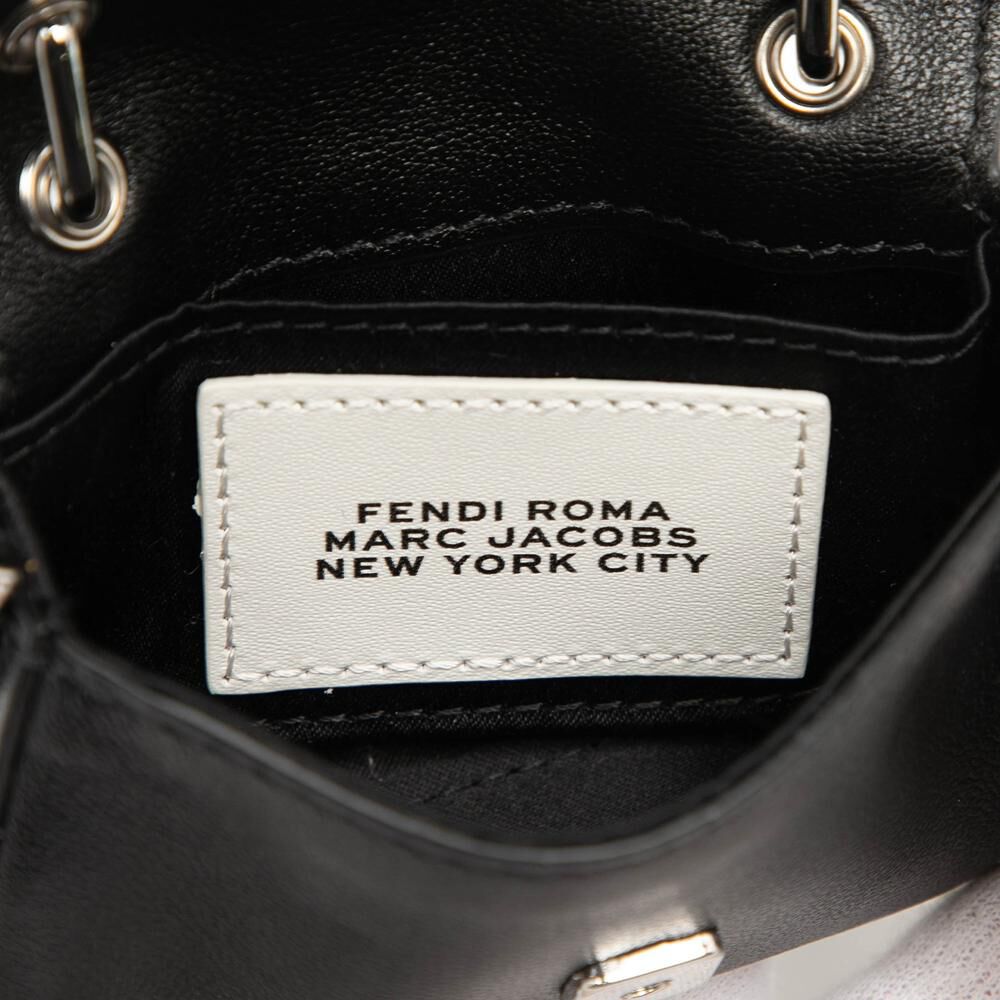 FENDI ROMA
MARC JACOBS
NEW YORK CITY